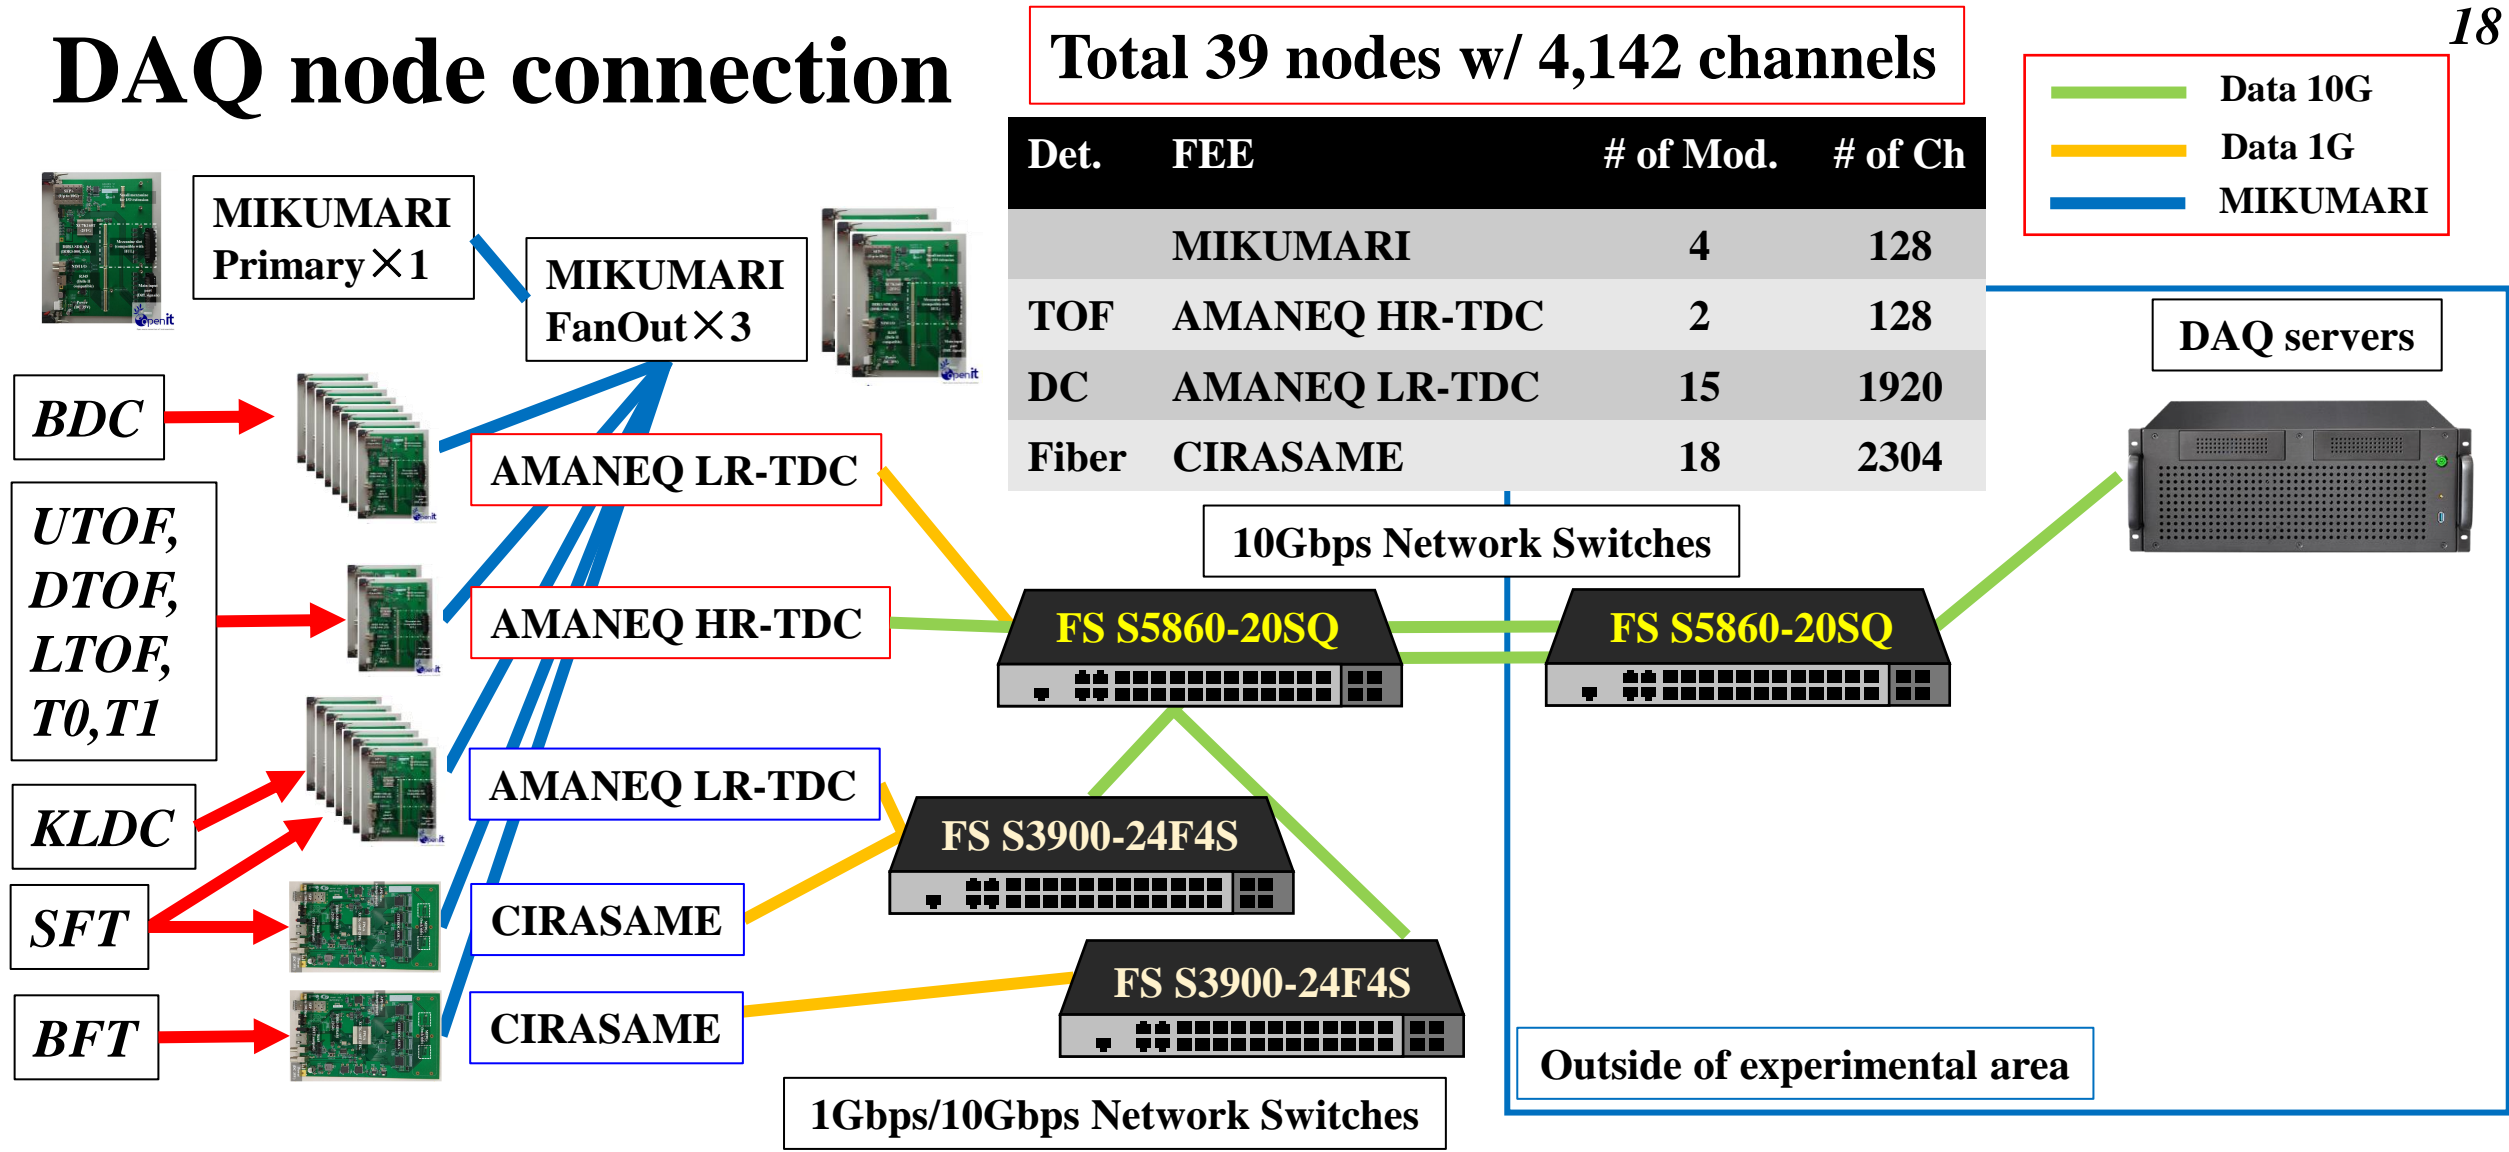 DAQ node connection
Total 39 nodes w/ 4,142 channels
18
Data 10G
Data 1G
MIKUMARI
Det. FEE # of Mod. # of Ch
MIKUMARI 4 128
TOF AMANEQ HR-TDC 2 128
DC AMANEQ LR-TDC 15 1920
Fiber CIRASAME 18 2304
MIKUMARI
Primary×1
MIKUMARI
FanOut×3
DAQ servers
BDC
AMANEQ LR-TDC
UTOF,
DTOF,
LTOF,
T0,T1
AMANEQ HR-TDC
10Gbps Network Switches
FS S5860-20SQ
FS S5860-20SQ
KLDC
AMANEQ LR-TDC
FS S3900-24F4S
SFT
CIRASAME
FS S3900-24F4S
BFT
CIRASAME
Outside of experimental area
1Gbps/10Gbps Network Switches